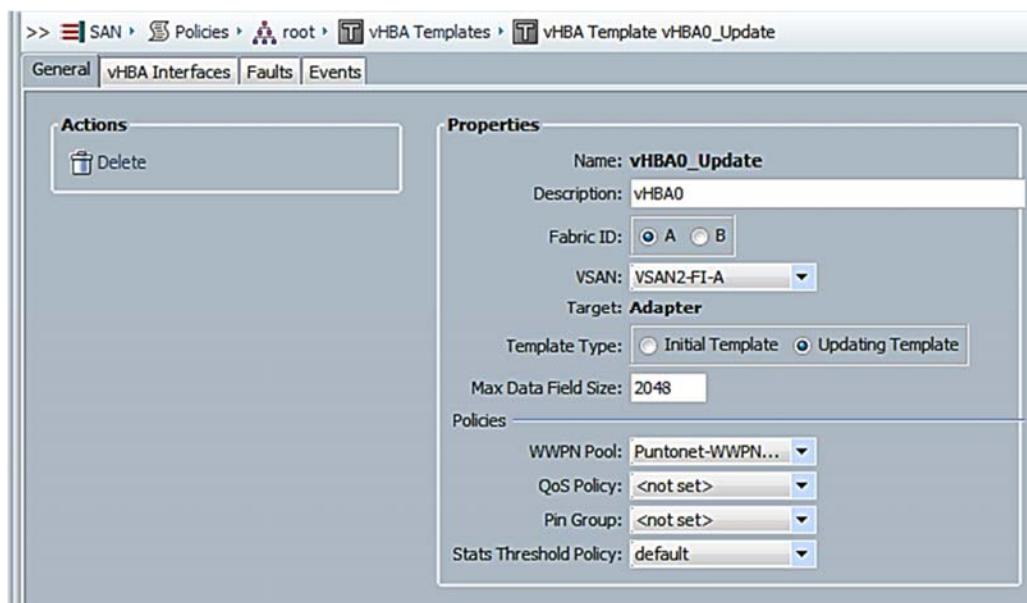 >> SAN Policies root vHBA Templates vHBA Template vHBA0_Update
General vHBA Interfaces Faults Events
Actions
Delete
Properties
Name: vHBA0_Update
Description: vHBA0
Fabric ID: A B
VSAN: VSAN2-FI-A
Target: Adapter
Template Type: Initial Template Updating Template
Max Data Field Size: 2048
Policies
WWPN Pool: Puntonet-WWPN...
QoS Policy: <not set>
Pin Group: <not set>
Stats Threshold Policy: default